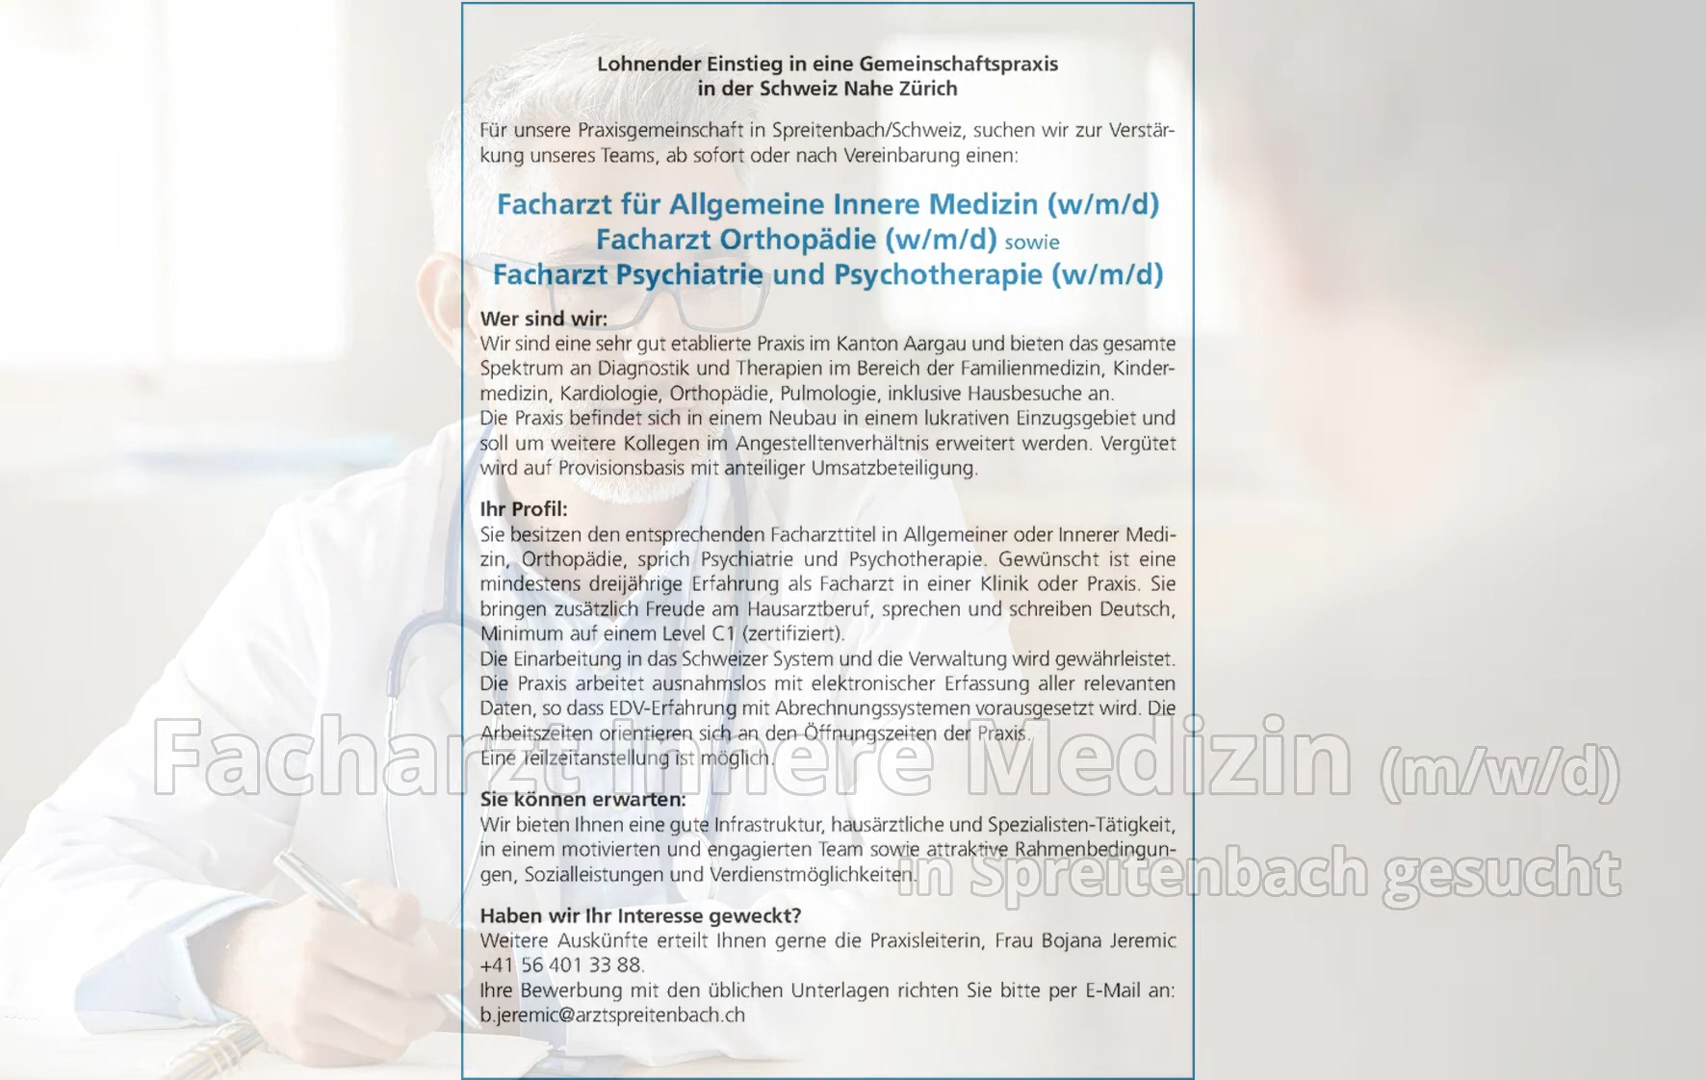 Lohnender Einstieg in eine Gemeinschaftspraxis
in der Schweiz Nahe Zürich
Für unsere Praxisgemeinschaft in Spreitenbach/Schweiz, suchen wir zur Verstär-
kung unseres Teams, ab sofort oder nach Vereinbarung einen:
Facharzt für Allgemeine Innere Medizin (w/m/d)
Facharzt Orthopädie (w/m/d) sowie
Facharzt Psychiatrie und Psychotherapie (w/m/d)
Wer sind wir:
Wir sind eine sehr gut etablierte Praxis im Kanton Aargau und bieten das gesamte
Spektrum an Diagnostik und Therapien im Bereich der Familienmedizin, Kinder-
medizin, Kardiologie, Orthopädie, Pulmologie, inklusive Hausbesuche an.
Die Praxis befindet sich in einem Neubau in einem lukrativen Einzugsgebiet und
soll um weitere Kollegen im Angestelltenverhältnis erweitert werden. Vergütet
wird auf Provisionsbasis mit anteiliger Umsatzbeteiligung.
Ihr Profil:
Sie besitzen den entsprechenden Facharzttitel in Allgemeiner oder Innerer Medi-
zin, Orthopädie, sprich Psychiatrie und Psychotherapie. Gewünscht ist eine
mindestens dreijährige Erfahrung als Facharzt in einer Klinik oder Praxis. Sie
bringen zusätzlich Freude am Hausarztberuf, sprechen und schreiben Deutsch,
Minimum auf einem Level C1 (zertifiziert).
Die Einarbeitung in das Schweizer System und die Verwaltung wird gewährleistet.
Die Praxis arbeitet ausnahmslos mit elektronischer Erfassung aller relevanten
Daten, so dass EDV-Erfahrung mit Abrechnungssystemen vorausgesetzt wird. Die
Arbeitszeiten orientieren sich an den Öffnungszeiten der Praxis.
Eine Teilzeitanstellung ist möglich.
Facharzt Innere Medizin (m/w/d)
Sie können erwarten:
Wir bieten Ihnen eine gute Infrastruktur, hausärztliche und Spezialisten-Tätigkeit,
in einem motivierten und engagierten Team sowie attraktive Rahmenbedingun-
gen, Sozialleistungen und Verdienstmöglichkeiten.
in Spreitenbach gesucht
Haben wir Ihr Interesse geweckt?
Weitere Auskünfte erteilt Ihnen gerne die Praxisleiterin, Frau Bojana Jeremic
+41 56 401 33 88.
Ihre Bewerbung mit den üblichen Unterlagen richten Sie bitte per E-Mail an:
b.jeremic@arztspreitenbach.ch